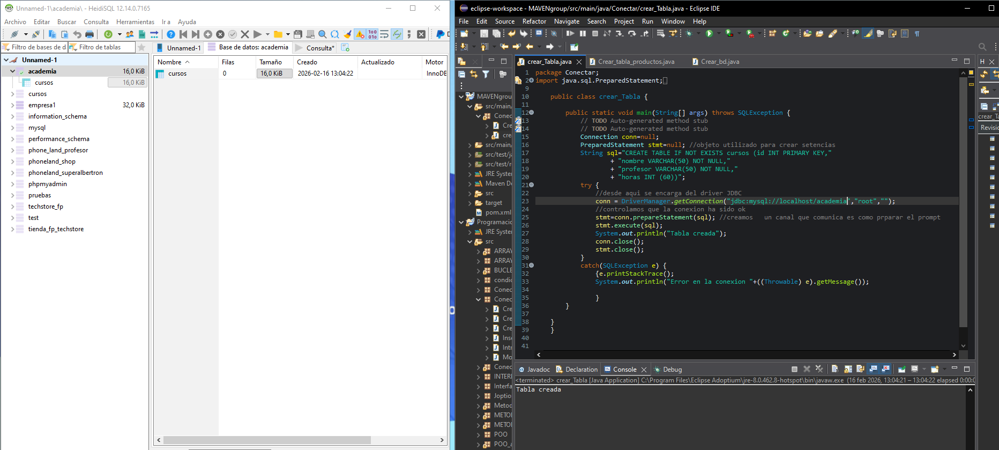 Unnamed-1\academia\ - HeidiSQL 12.14.0.7165
Archivo Editar Buscar Consulta Herramientas Ir a Ayuda
Filtro de bases de d
Filtro de tablas
Unnamed-1
academia 16,0 KiB
cursos 16,0 KiB
cursos
empresa1 32,0 KiB
information_schema
mysql
performance_schema
phone_land_profesor
phoneland_shop
phoneland_superalbertron
phpmyadmin
pruebas
techstore_fp
test
tienda_fp_techstore
Unnamed-1 Base de datos: academia Consulta*
Nombre Filas Tamaño Creado Actualizado Motor
cursos 0 16,0 KiB 2026-02-16 13:04:22 InnoDB
eclipse-workspace - MAVENgroup/src/main/java/Conectar/crear_Tabla.java - Eclipse IDE
File Edit Source Refactor Navigate Search Project Run Window Help
MAVENgrou
src/main/
Conec
Cre
crea
src/main/
src/test/ja
src/test/r
JRE System
Maven De
src
target
pom.xml
Programacio
JRE System
src
ARRAY
ARRAY
BUCLE
condic
Conec
Conec
Cre
Cre
Cre
Inse
Intr
Mo
Conec
INTERI
Interfa
Joptio
Metoc
METOI
METOI
POO
POO_a
crear_Tabla.java Crear_tabla_productos.java Crear_bd.java
1 package Conectar;
2 import java.sql.PreparedStatement;
9
10 public class crear_Tabla {
11
12 public static void main(String[] args) throws SQLException {
13 // TODO Auto-generated method stub
14 // TODO Auto-generated method stub
15 Connection conn=null;
16 PreparedStatement stmt=null; //objeto utilizado para crear setencias
17 String sql="CREATE TABLE IF NOT EXISTS cursos (id INT PRIMARY KEY,"
18 + "nombre VARCHAR(50) NOT NULL,"
19 + "profesor VARCHAR(50) NOT NULL,"
20 + "horas INT (60))";
21 try {
22 //desde aqui se encarga del driver JDBC
23 conn = DriverManager.getConnection("jdbc:mysql://localhost/academia","root","");
24 //controlamos que la conexion ha sido ok
25 stmt=conn.prepareStatement(sql); //creamos un canal que comunica es como prparar el prompt
26 stmt.execute(sql);
27 System.out.println("Tabla creada");
28 conn.close();
29 stmt.close();
30 }
31 catch(SQLException e) {
32 {e.printStackTrace();
33 System.out.println("Error en la conexion "+((Throwable) e).getMessage());
34
35 }
36 }
37
38 }
39 }
40
41
H
crear_Ta
Revisio
Javadoc Declaration Console Debug
<terminated> crear_Tabla [Java Application] C:\Program Files\Eclipse Adoptium\jre-8.0.462.8-hotspot\bin\javaw.exe (16 feb 2026, 13:04:21 – 13:04:22 elapsed 0:00:0
Tabla creada